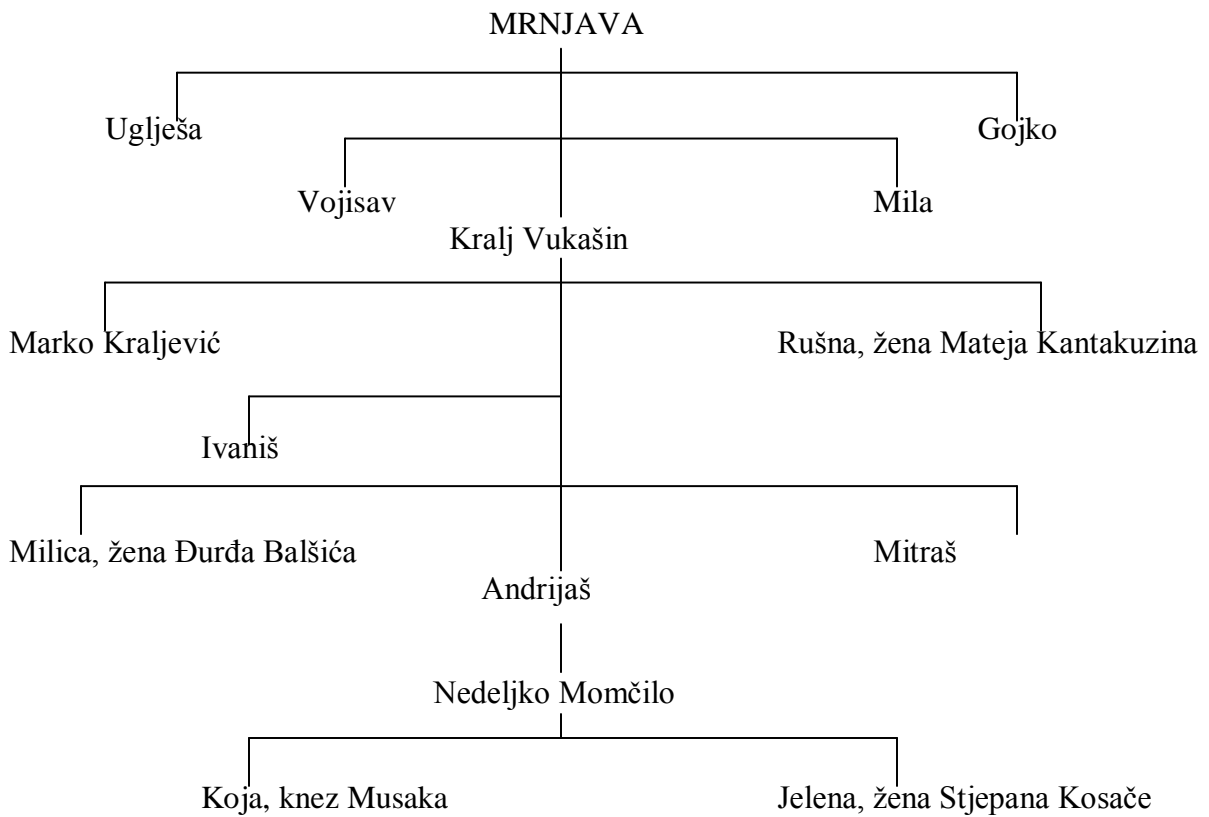 MRNJAVA
Uglješa
Gojko
Vojisav
Mila
Kralj Vukašin
Marko Kraljević
Rušna, žena Mateja Kantakuzina
Ivaniš
Milica, žena Đurđa Balšića
Mitraš
Andrijaš
Nedeljko Momčilo
Koja, knez Musaka
Jelena, žena Stjepana Kosače